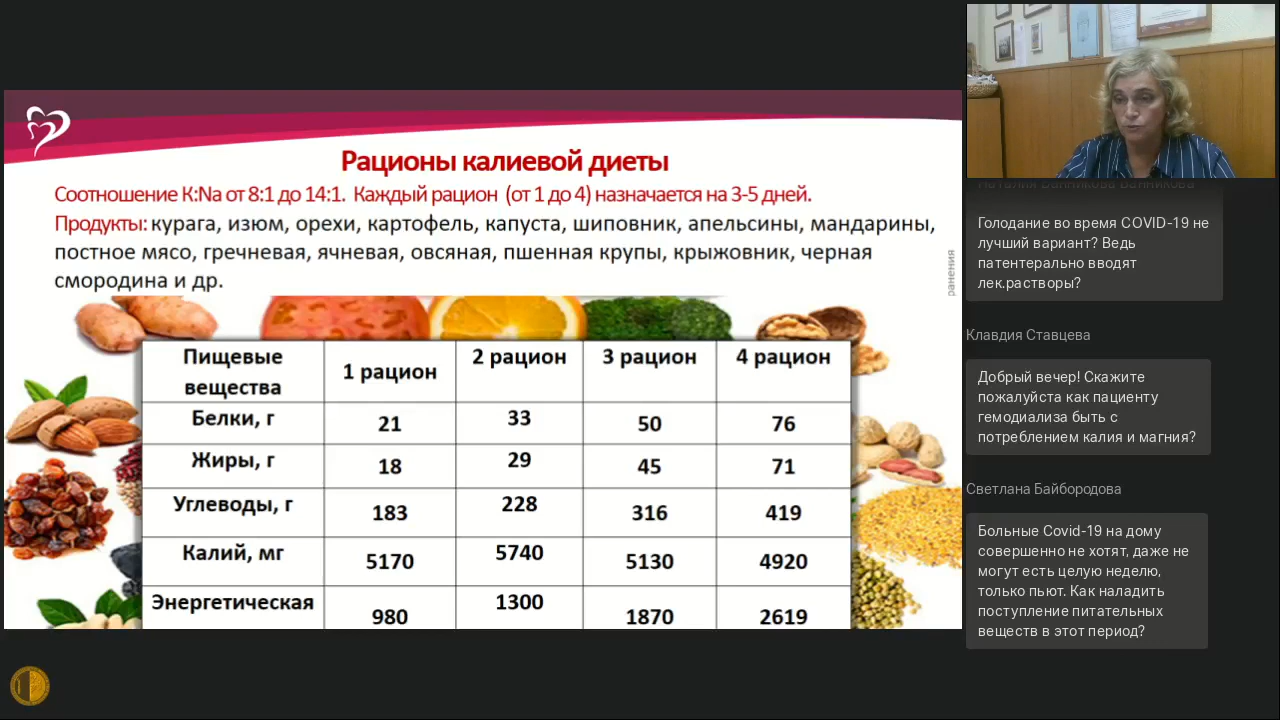 Рационы калиевой диеты
Соотношение K:Na от 8:1 до 14:1. Каждый рацион (от 1 до 4) назначается на 3-5 дней.
Продукты: курага, изюм, орехи, картофель, капуста, шиповник, апельсины, мандарины,
постное мясо, гречневая, ячневая, овсяная, пшенная крупы, крыжовник, черная
смородина и др.
ранения
Пищевые вещества 1 рацион 2 рацион 3 рацион 4 рацион
Белки, г 21 33 50 76
Жиры, г 18 29 45 71
Углеводы, г 183 228 316 419
Калий, мг 5170 5740 5130 4920
Энергетическая 980 1300 1870 2619
Голодание во время COVID-19 не
лучший вариант? Ведь
патентерально вводят
лек.растворы?
Клавдия Ставцева
Добрый вечер! Скажите
пожалуйста как пациенту
гемодиализа быть с
потреблением калия и магния?
Светлана Байбородова
Больные Covid-19 на дому
совершенно не хотят, даже не
могут есть целую неделю,
только пьют. Как наладить
поступление питательных
веществ в этот период?